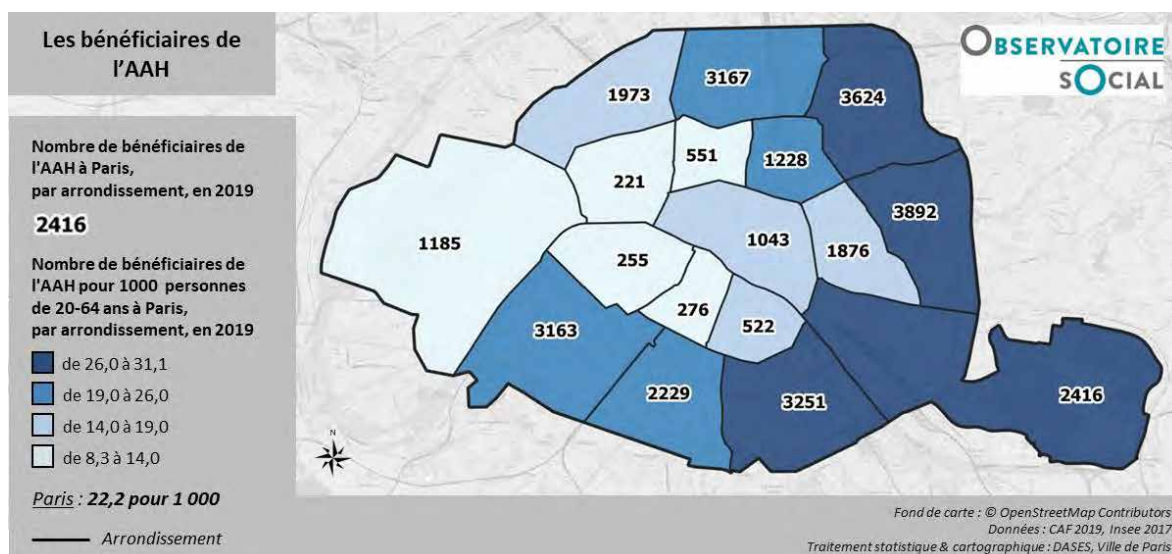 Les bénéficiaires de
l'AAH
Nombre de bénéficiaires de
l'AAH à Paris,
par arrondissement, en 2019
2416
Nombre de bénéficiaires de
l'AAH pour 1000 personnes
de 20-64 ans à Paris,
par arrondissement, en 2019
de 26,0 à 31,1
de 19,0 à 26,0
de 14,0 à 19,0
de 8,3 à 14,0
Paris : 22,2 pour 1 000
Arrondissement
OBSERVATOIRE
SOCIAL
1973
3167
3624
551
1228
221
3892
1185
1043
1876
255
276
522
3163
2229
3251
2416
N
Fond de carte : © OpenStreetMap Contributors
Données : CAF 2019, Insee 2017
Traitement statistique & cartographique : DASES, Ville de Paris